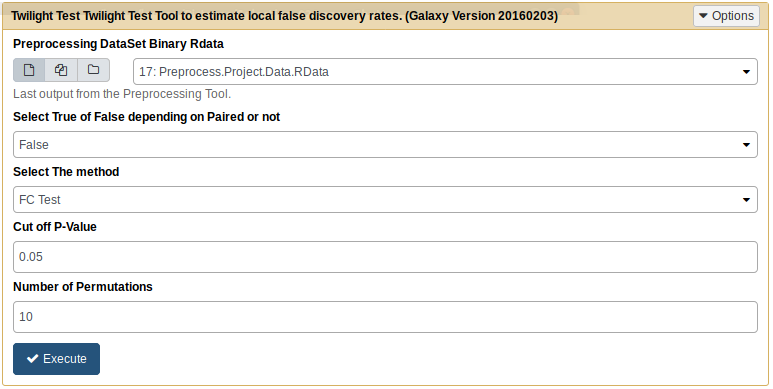 Twilight Test Twilight Test Tool to estimate local false discovery rates. (Galaxy Version 20160203)
Options
Preprocessing DataSet Binary Rdata
17: Preprocess.Project.Data.RData
Last output from the Preprocessing Tool.
Select True of False depending on Paired or not
False
Select The method
FC Test
Cut off P-Value
0.05
Number of Permutations
10
Execute